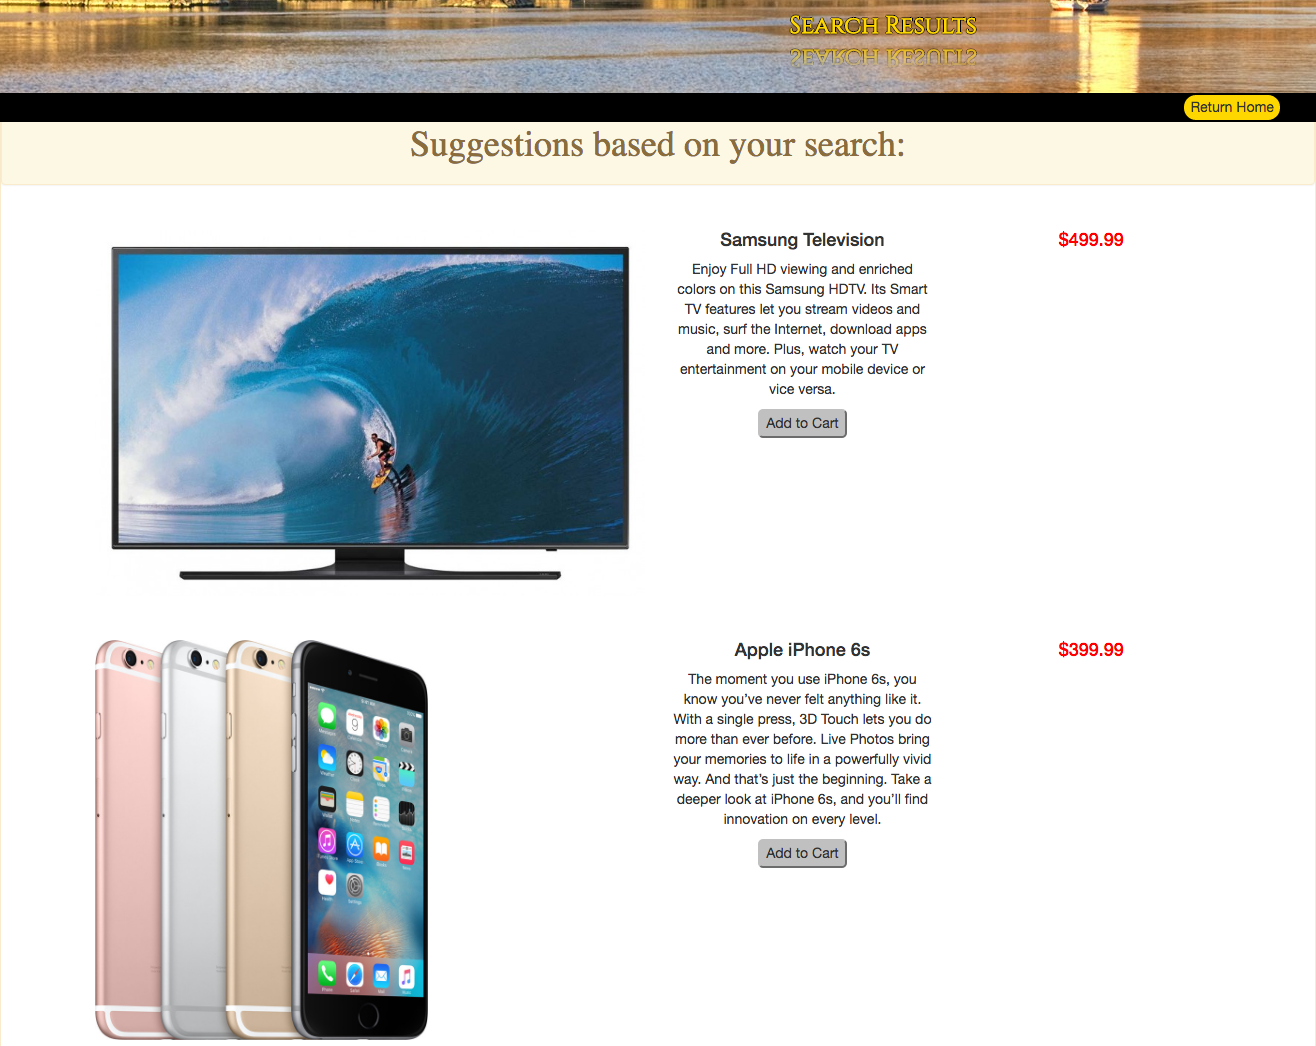 Search Results
Return Home
Suggestions based on your search:
Samsung Television
$499.99
Enjoy Full HD viewing and enriched
colors on this Samsung HDTV. Its Smart
TV features let you stream videos and
music, surf the Internet, download apps
and more. Plus, watch your TV
entertainment on your mobile device or
vice versa.
Add to Cart
Apple iPhone 6s
$399.99
The moment you use iPhone 6s, you
know you’ve never felt anything like it.
With a single press, 3D Touch lets you do
more than ever before. Live Photos bring
your memories to life in a powerfully vivid
way. And that’s just the beginning. Take a
deeper look at iPhone 6s, and you’ll find
innovation on every level.
Add to Cart